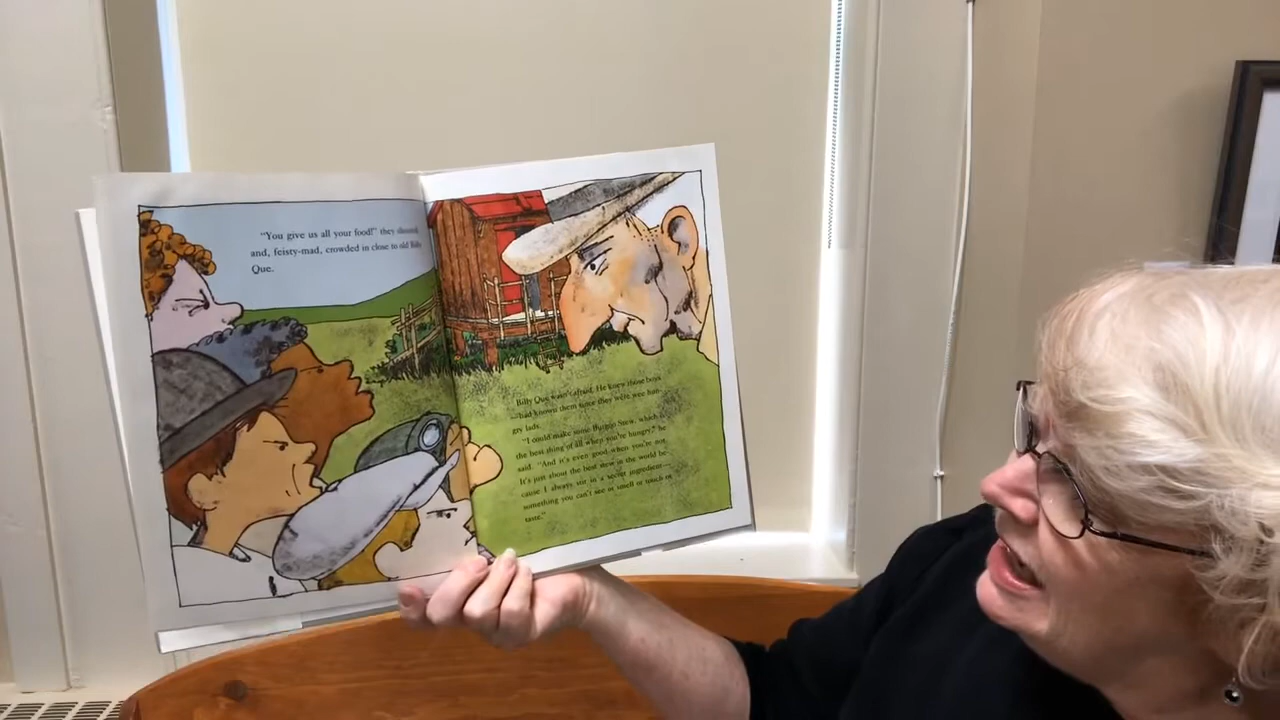 "You give us all your food!" they shouted
and, feisty-mad, crowded in close to old Billy
Que.
Billy Que wasn't afraid. He knew those boys
—had known them since they were wee hun-
gry lads.
"I could make some Burgoo Stew, which is
the best thing of all when you're hungry," he
said. "And it's even good when you're not.
It's just about the best stew in the world be-
cause I always stir in a secret ingredient—
something you can't see or smell or touch or
taste."